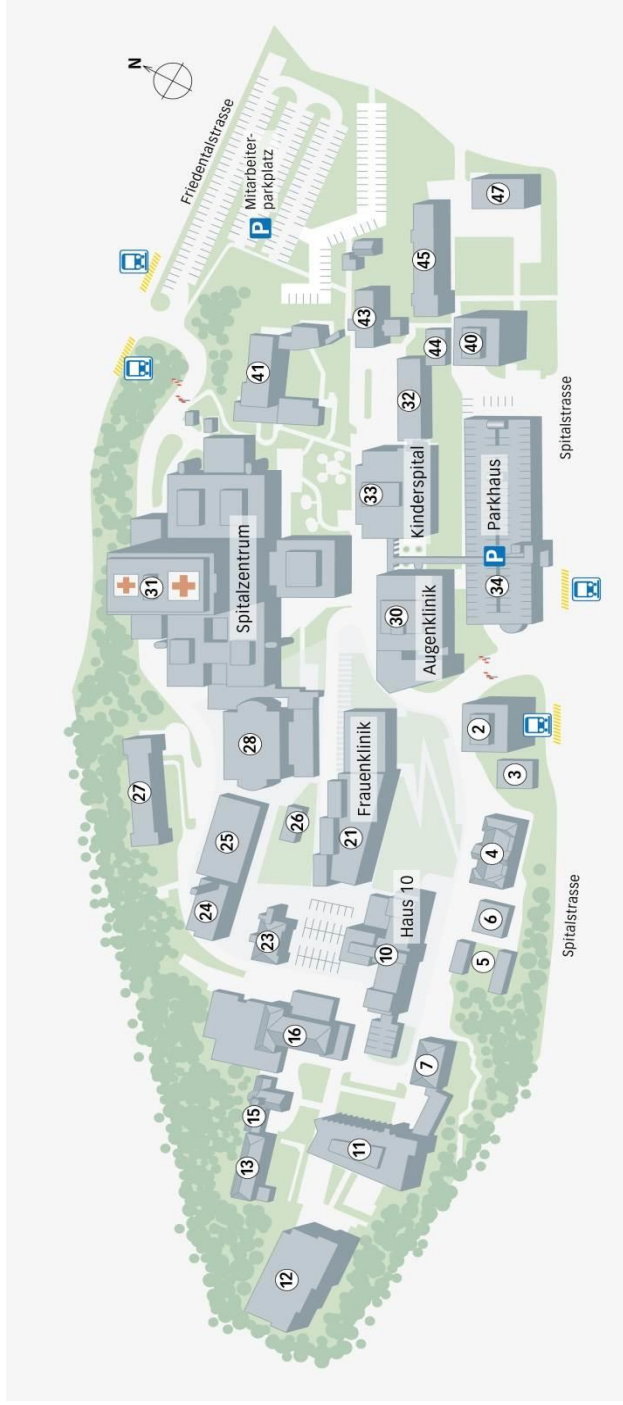 N
31
27
Friedentalstrasse
24
25
28
Spitalzentrum
13
15
23
41
P
Mitarbeiter-
parkplatz
12
16
26
21
Frauenklinik
11
33
43
10
Haus 10
30
Augenklinik
Kinderspital
32
7
44
45
40
2
5
6
4
34
P
Parkhaus
47
3
Spitalstrasse
Spitalstrasse